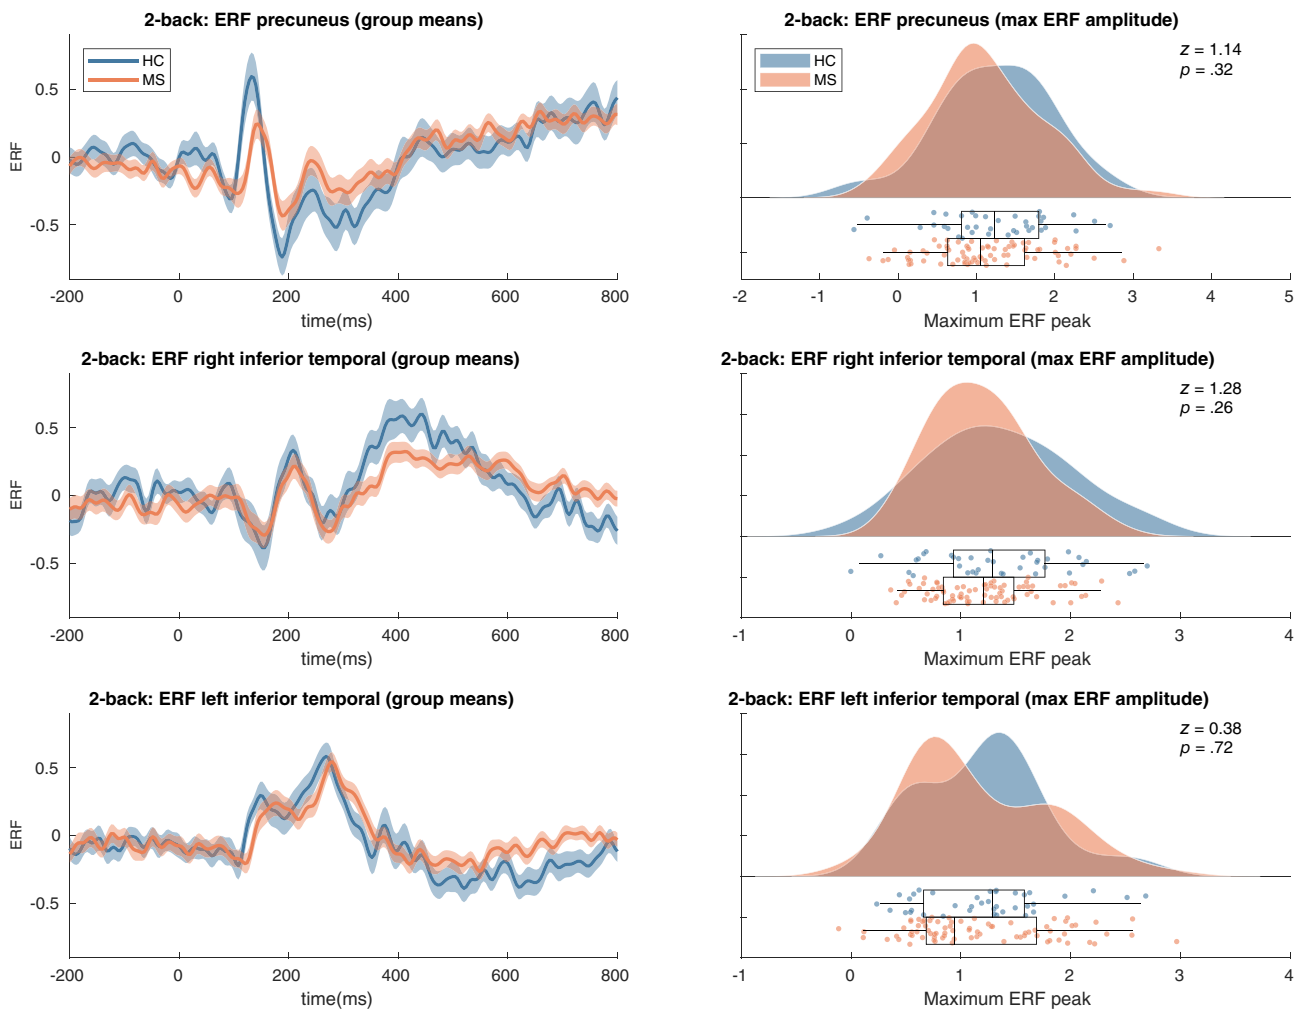 2-back: ERF precuneus (group means)
HC
MS
0.5
0
-0.5
ERF
-200 0 200 400 600 800
time(ms)
2-back: ERF precuneus (max ERF amplitude)
HC
MS
z = 1.14
p = .32
-2 -1 0 1 2 3 4 5
Maximum ERF peak
2-back: ERF right inferior temporal (group means)
0.5
0
-0.5
ERF
-200 0 200 400 600 800
time(ms)
2-back: ERF right inferior temporal (max ERF amplitude)
z = 1.28
p = .26
-1 0 1 2 3 4
Maximum ERF peak
2-back: ERF left inferior temporal (group means)
0.5
0
-0.5
ERF
-200 0 200 400 600 800
time(ms)
2-back: ERF left inferior temporal (max ERF amplitude)
z = 0.38
p = .72
-1 0 1 2 3 4
Maximum ERF peak